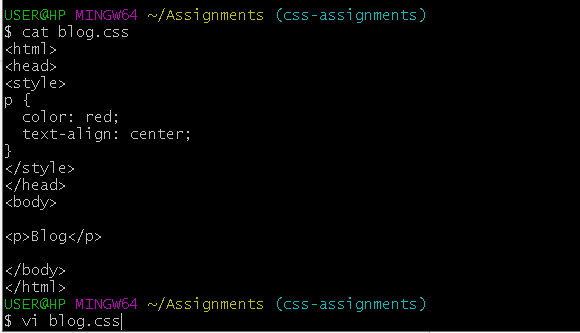 USER@HP MINGW64 ~/Assignments (css-assignments)
$ cat blog.css
<html>
<head>
<style>
p {
  color: red;
  text-align: center;
}
</style>
</head>
<body>
<p>Blog</p>
</body>
</html>
USER@HP MINGW64 ~/Assignments (css-assignments)
$ vi blog.css